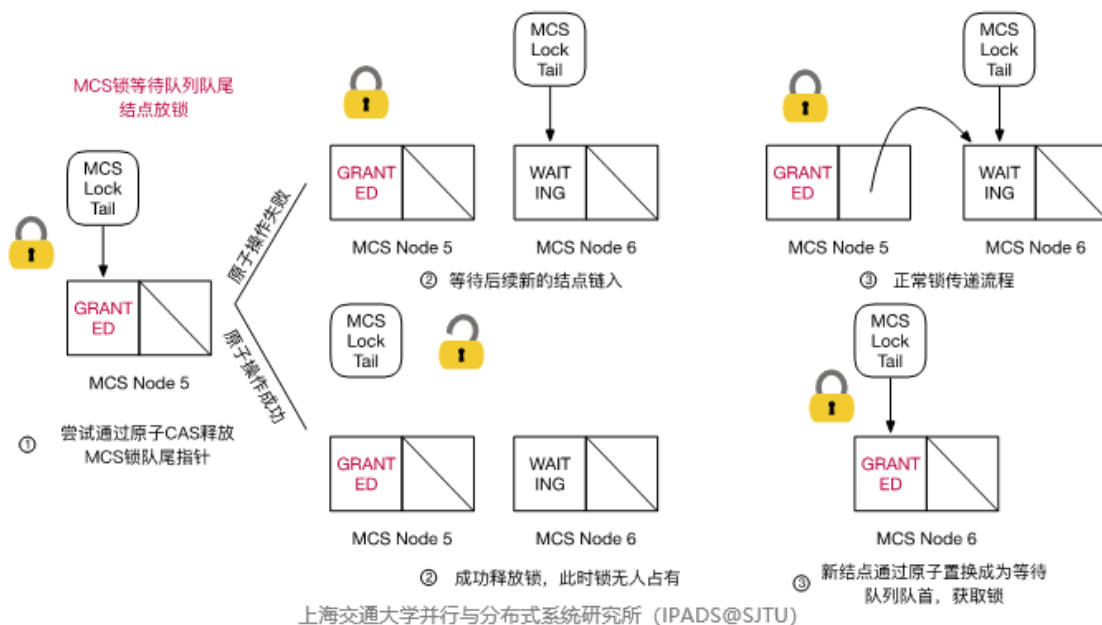 MCS锁等待队列队尾
结点放锁
MCS
Lock
Tail
GRANT
ED
MCS Node 5
① 尝试通过原子CAS释放
MCS锁队尾指针
原子操作失败
原子操作成功
MCS
Lock
Tail
GRANT
ED
WAIT
ING
MCS Node 5
MCS Node 6
② 等待后续新的结点链入
MCS
Lock
Tail
GRANT
ED
WAIT
ING
MCS Node 5
MCS Node 6
③ 正常锁传递流程
MCS
Lock
Tail
GRANT
ED
WAIT
ING
MCS Node 5
MCS Node 6
② 成功释放锁，此时锁无人占有
MCS
Lock
Tail
GRANT
ED
MCS Node 6
③ 新结点通过原子置换成为等待
队列队首，获取锁
上海交通大学并行与分布式系统研究所（IPADS@SJTU）